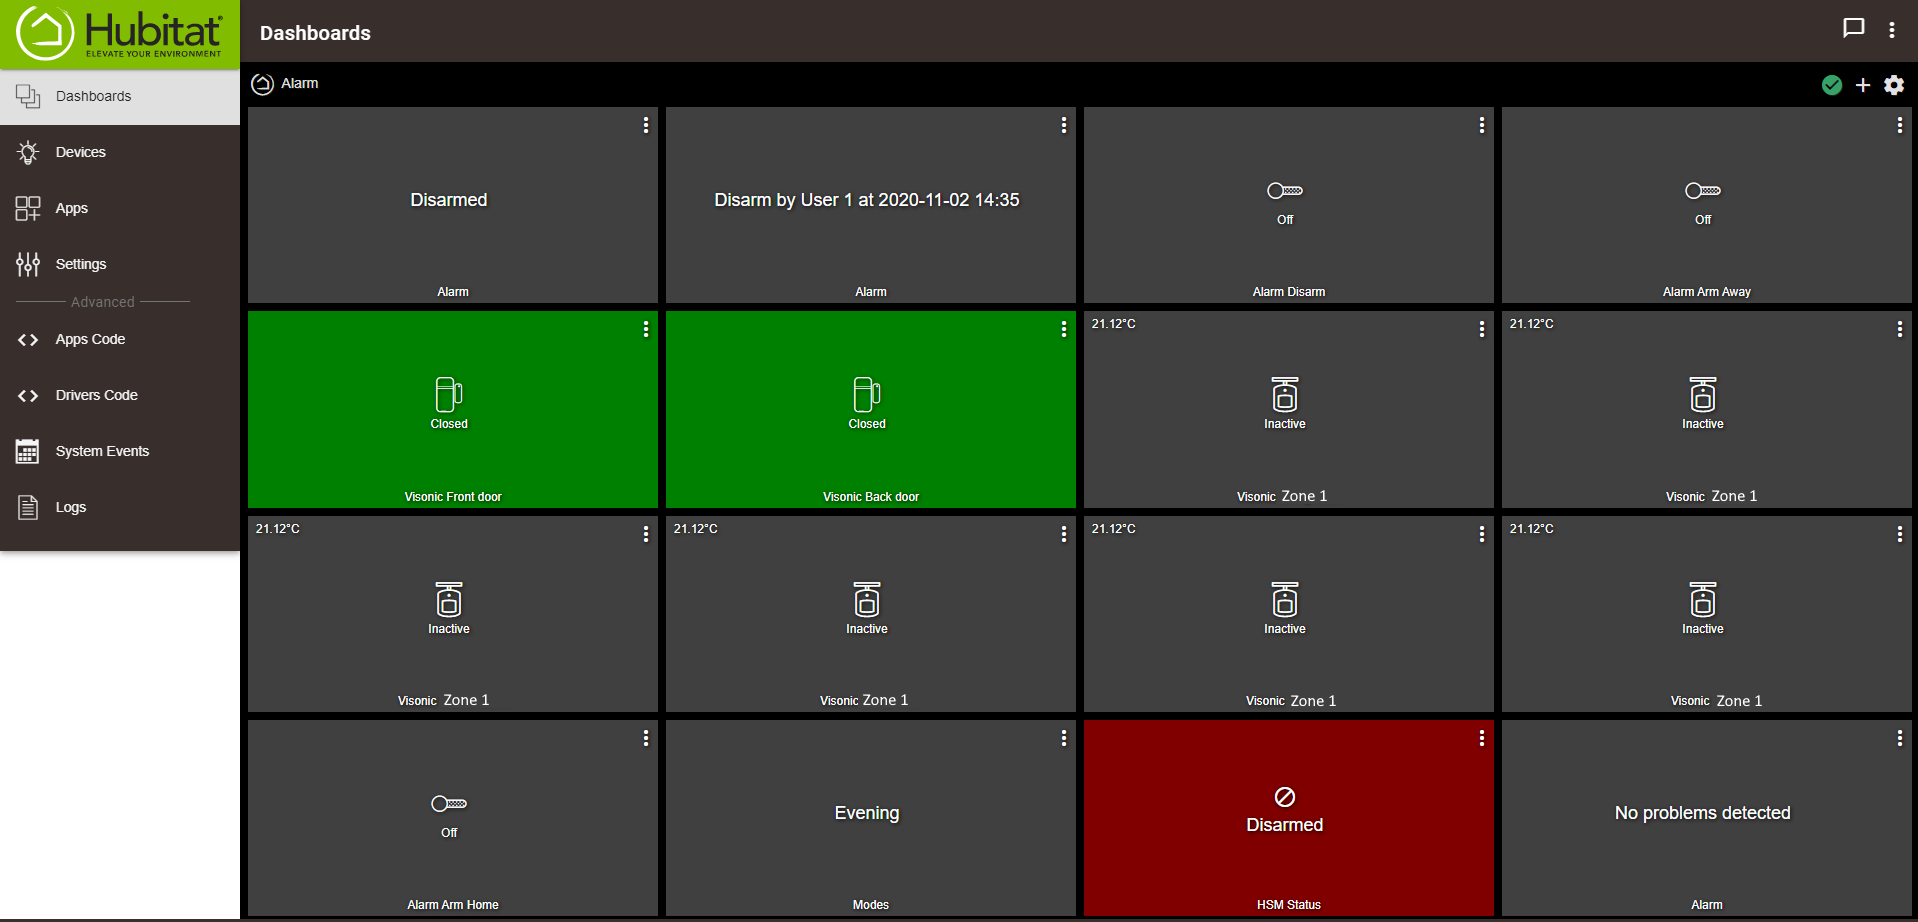 Hubitat®
ELEVATE YOUR ENVIRONMENT
Dashboards
Dashboards
Devices
Apps
Settings
Advanced
Apps Code
Drivers Code
System Events
Logs
Alarm
Disarmed
Alarm
Disarm by User 1 at 2020-11-02 14:35
Alarm
Off
Alarm Disarm
Off
Alarm Arm Away
Closed
Visonic Front door
Closed
Visonic Back door
21.12°C
Inactive
Visonic Zone 1
21.12°C
Inactive
Visonic Zone 1
21.12°C
Inactive
Visonic Zone 1
21.12°C
Inactive
Visonic Zone 1
21.12°C
Inactive
Visonic Zone 1
21.12°C
Inactive
Visonic Zone 1
Off
Alarm Arm Home
Evening
Modes
Disarmed
HSM Status
No problems detected
Alarm